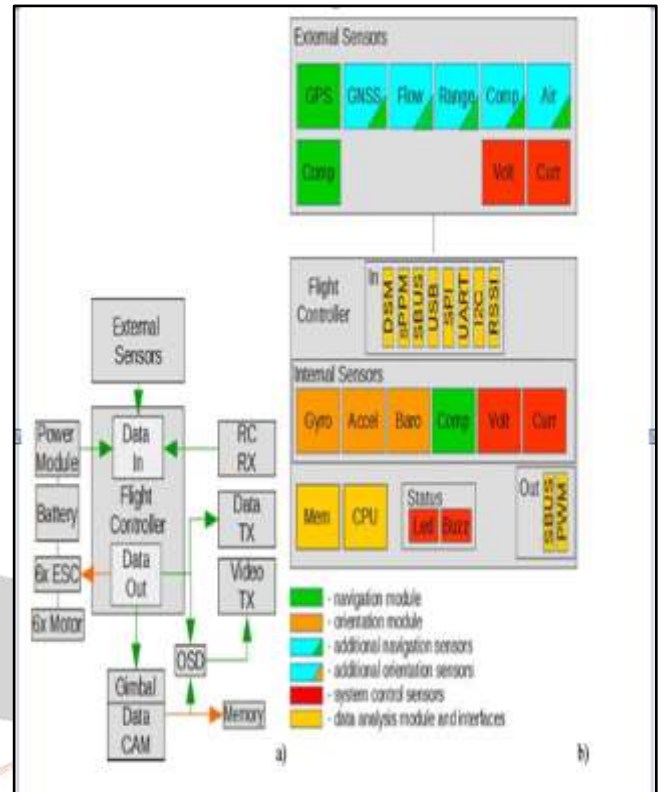 External Sensors
GPS GNSS Flow Range Comp Air
Comp Volt Curr
Flight
Controller
In
DSM
sPPM
SBUS
USB
SPI
UART
I2C
RSSI
Internal Sensors
Gyro Accel Baro Comp Volt Curr
Mem CPU
Status
Led Buzz
Out
SBUS
PWM
- navigation module
- orientation module
- additional navigation sensors
- additional orientation sensors
- system control sensors
- data analysis module and interfaces
b)
External
Sensors
Power
Module
Data
In
RC
RX
Flight
Controller
Battery
Data
TX
6x ESC
Data
Out
Video
TX
6x Motor
OSD
Gimbal
Data
CAM
Memory
a)